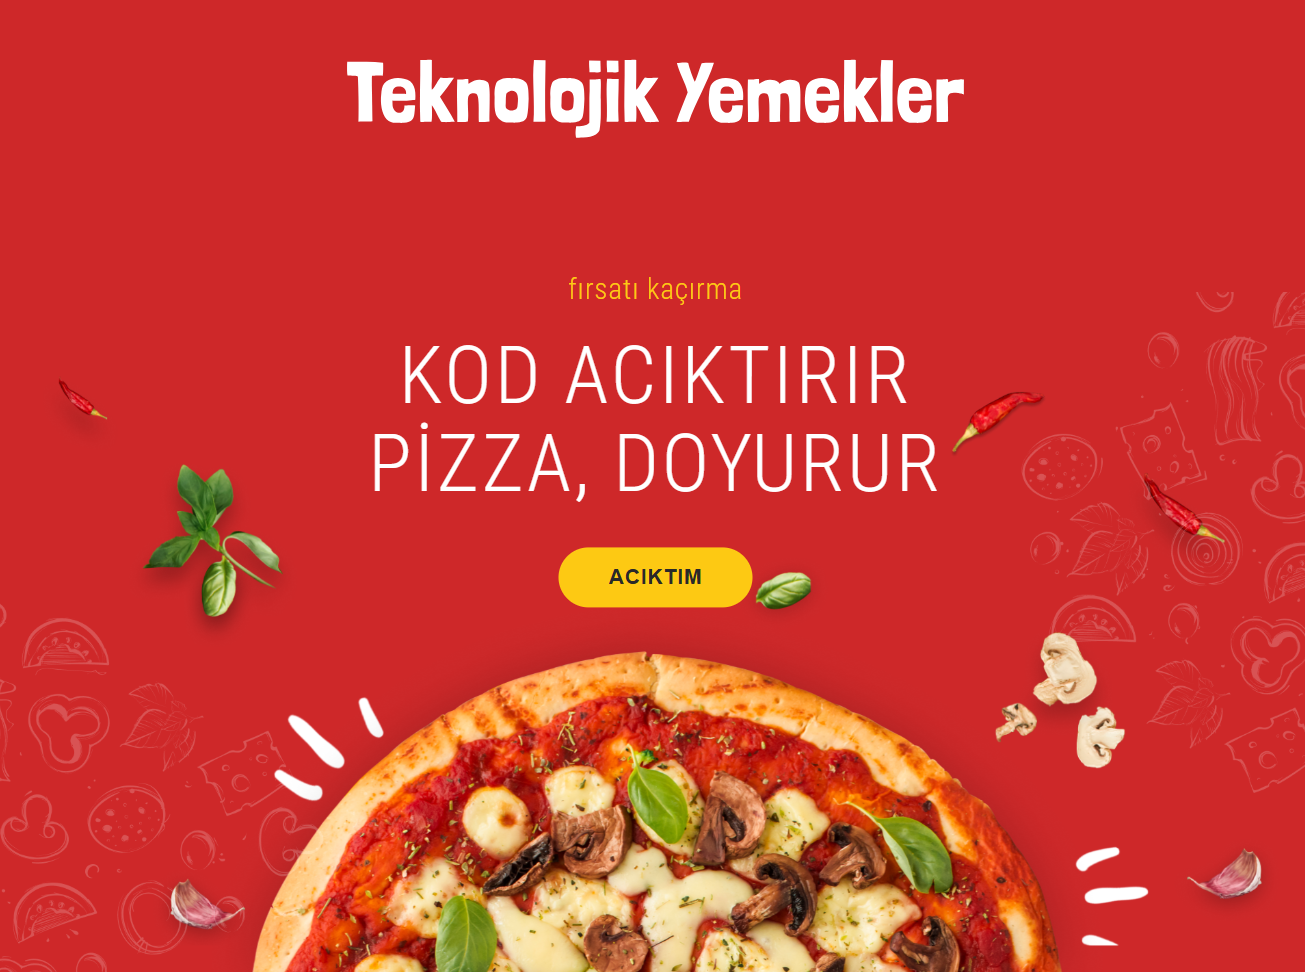 Teknolojik Yemekler
fırsatı kaçırma
KOD ACIKTIRIR
PİZZA, DOYURUR
ACIKTIM